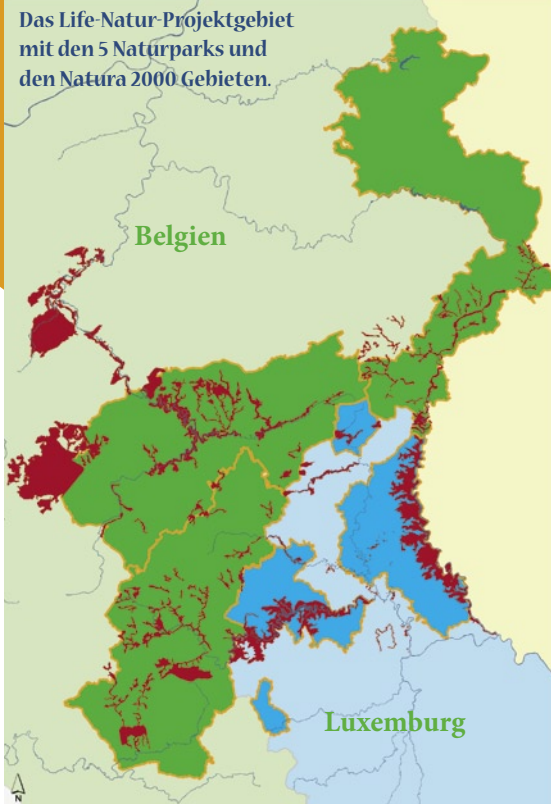 Das Life-Natur-Projektgebiet
mit den 5 Naturparks und
den Natura 2000 Gebieten.
Belgien
Luxemburg
N